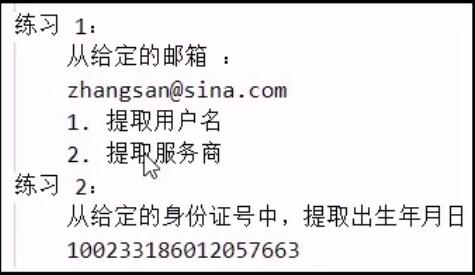 练习 1：
从给定的邮箱 ：
zhangsan@sina.com
1. 提取用户名
2. 提取服务商
练习 2：
从给定的身份证号中，提取出生年月日
100233186012057663